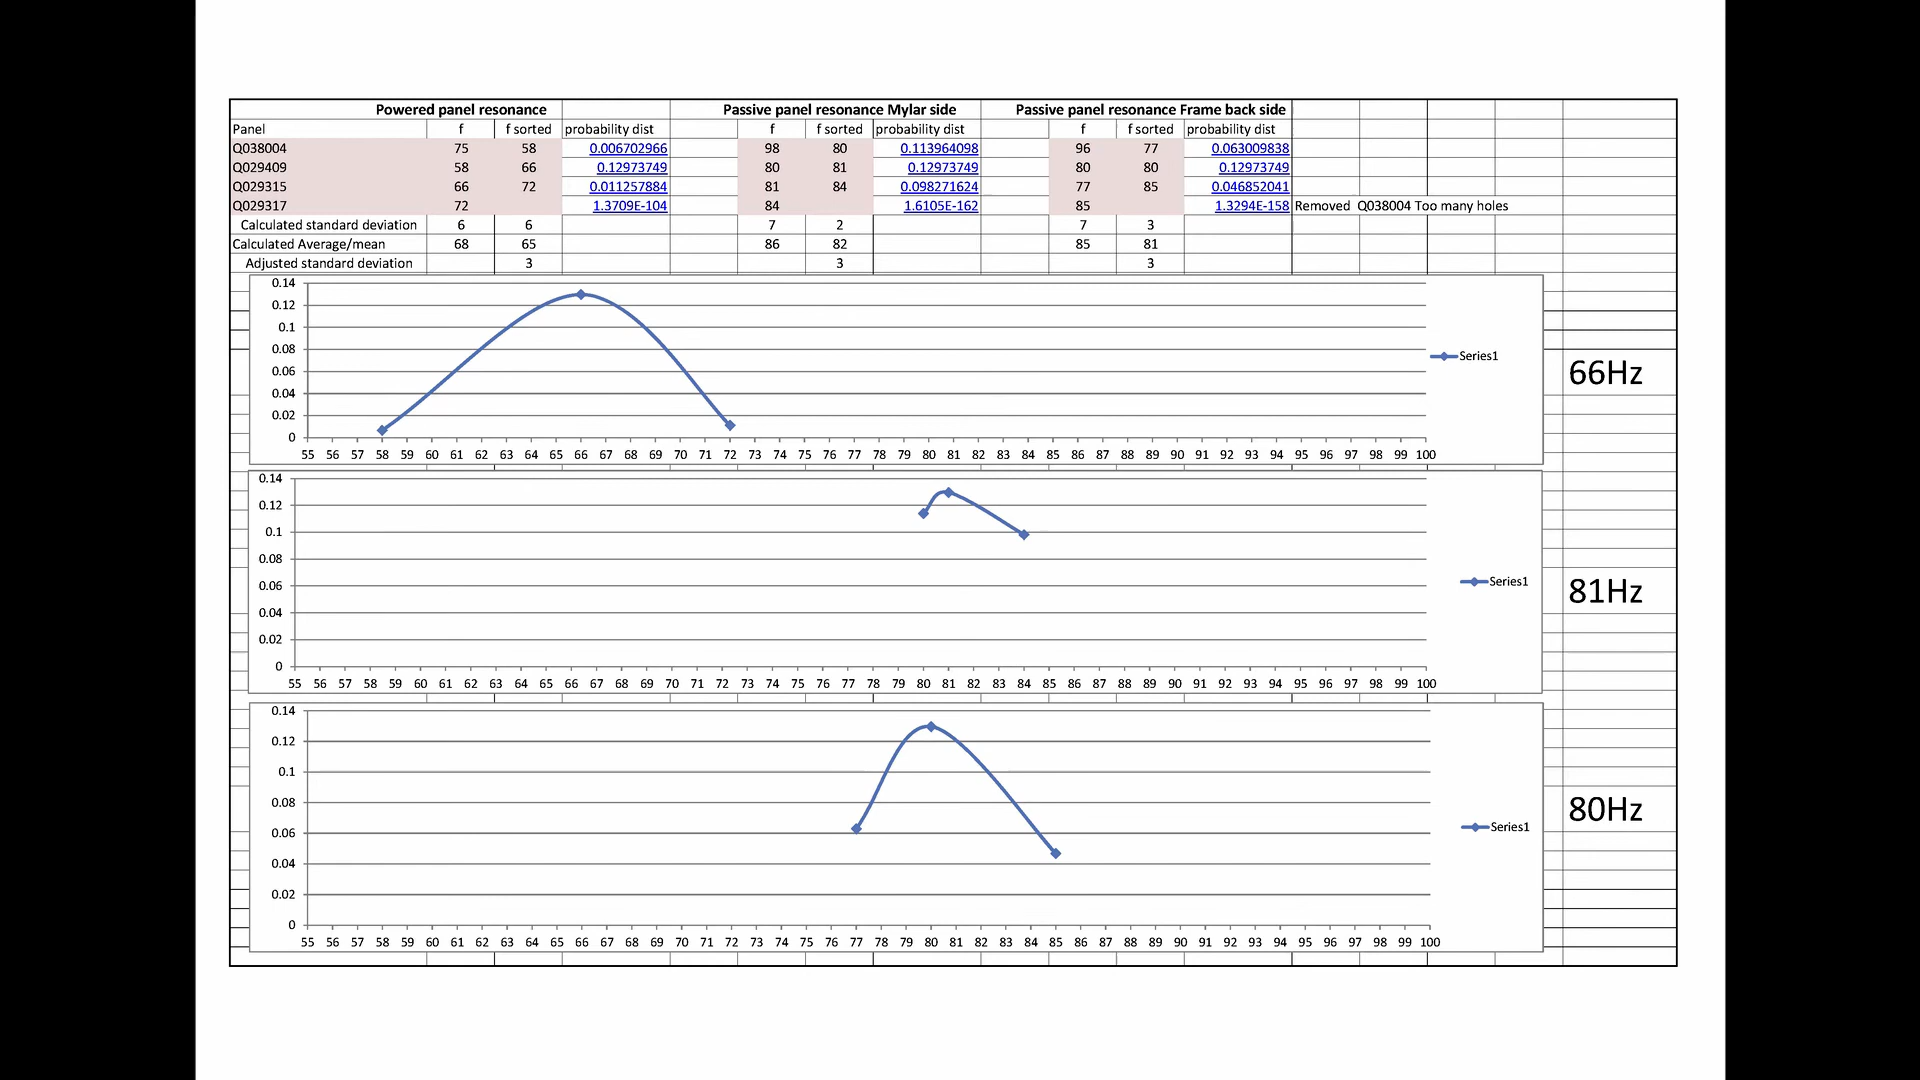 Powered panel resonance Passive panel resonance Mylar side Passive panel resonance Frame back side
Panel f f sorted probability dist f f sorted probability dist f f sorted probability dist
Q038004 75 58 0.006702966 98 80 0.113964098 96 77 0.063009838
Q029409 58 66 0.12973749 80 81 0.12973749 80 80 0.12973749
Q029315 66 72 0.011257884 81 84 0.098271624 77 85 0.046852041
Q029317 72 1.3709E-104 84 1.6105E-162 85 1.3294E-158 Removed Q038004 Too many holes
Calculated standard deviation 6 6 7 2 7 3
Calculated Average/mean 68 65 86 82 85 81
Adjusted standard deviation 3 3 3
0.14
0.12
0.1
0.08
0.06
0.04
0.02
0
55 56 57 58 59 60 61 62 63 64 65 66 67 68 69 70 71 72 73 74 75 76 77 78 79 80 81 82 83 84 85 86 87 88 89 90 91 92 93 94 95 96 97 98 99 100
Series1
66Hz
0.14
0.12
0.1
0.08
0.06
0.04
0.02
0
55 56 57 58 59 60 61 62 63 64 65 66 67 68 69 70 71 72 73 74 75 76 77 78 79 80 81 82 83 84 85 86 87 88 89 90 91 92 93 94 95 96 97 98 99 100
Series1
81Hz
0.14
0.12
0.1
0.08
0.06
0.04
0.02
0
55 56 57 58 59 60 61 62 63 64 65 66 67 68 69 70 71 72 73 74 75 76 77 78 79 80 81 82 83 84 85 86 87 88 89 90 91 92 93 94 95 96 97 98 99 100
Series1
80Hz